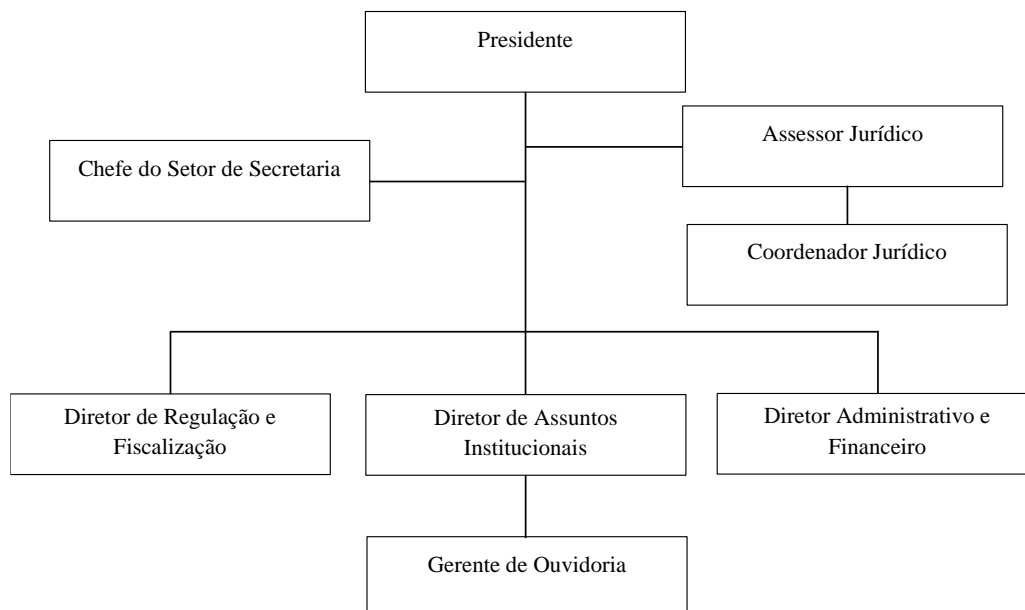 Presidente
Assessor Jurídico
Chefe do Setor de Secretaria
Coordenador Jurídico
Diretor de Regulação e
Fiscalização
Diretor de Assuntos
Institucionais
Diretor Administrativo e
Financeiro
Gerente de Ouvidoria